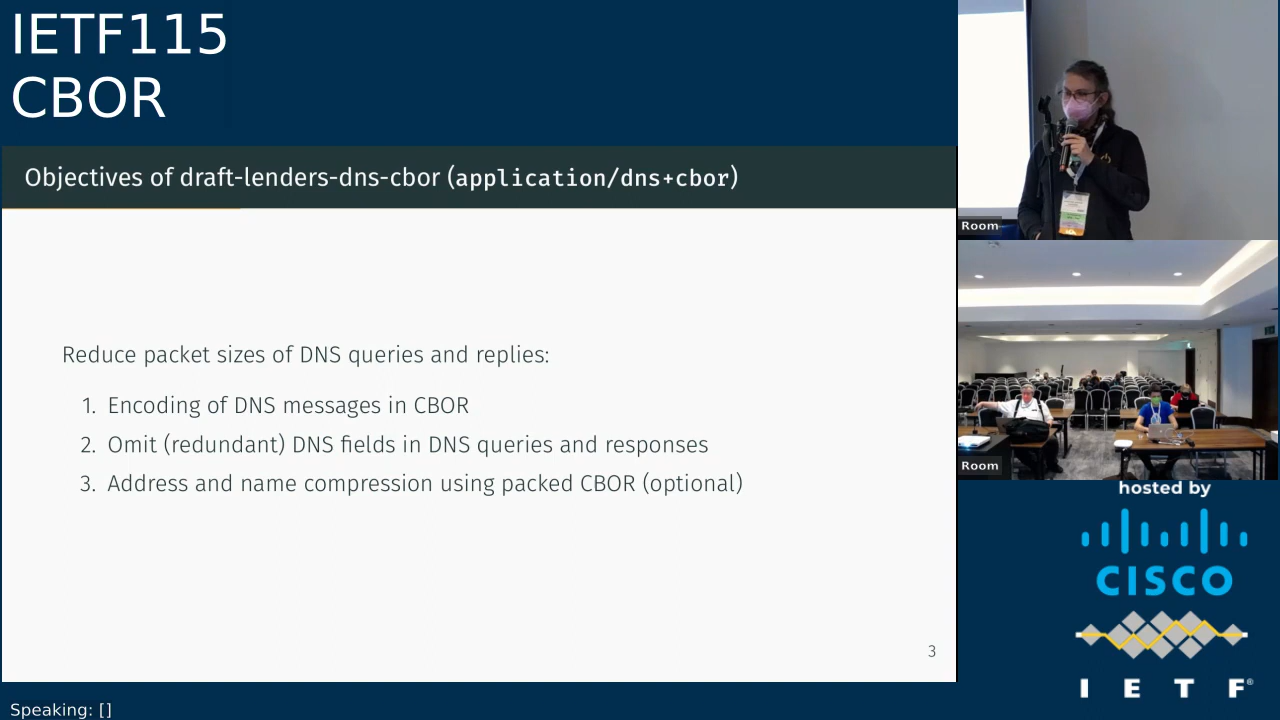 IETF115
CBOR
Objectives of draft-lenders-dns-cbor (application/dns+cbor)
Reduce packet sizes of DNS queries and replies:
1. Encoding of DNS messages in CBOR
2. Omit (redundant) DNS fields in DNS queries and responses
3. Address and name compression using packed CBOR (optional)
3
Room
Room
hosted by
CISCO
IETF®
Speaking: []